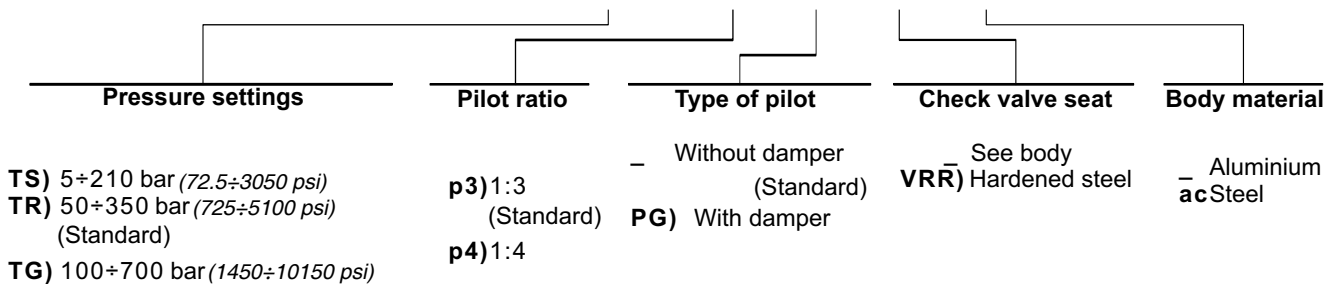 Pressure settings
TS) 5÷210 bar (72.5÷3050 psi)
TR) 50÷350 bar (725÷5100 psi)
(Standard)
TG) 100÷700 bar (1450÷10150 psi)
Pilot ratio
p3) 1:3
(Standard)
p4) 1:4
Type of pilot
_ Without damper
(Standard)
PG) With damper
Check valve seat
_ See body
VRR) Hardened steel
Body material
_ Aluminium
ac Steel